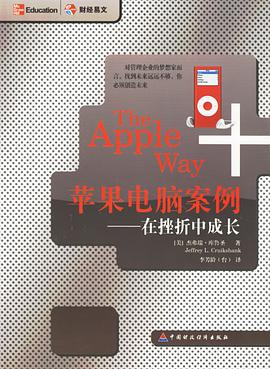 Education 财经易文
对管理企业的梦想家而
言，找到未来远远不够，你
必须创造未来
The
Apple
Way
苹果电脑案例
——在挫折中成长
［美］杰弗瑞·库鲁圣 著
Jeffrey L. Cruikshank
李芳龄（台） 译
中国财政经济出版社